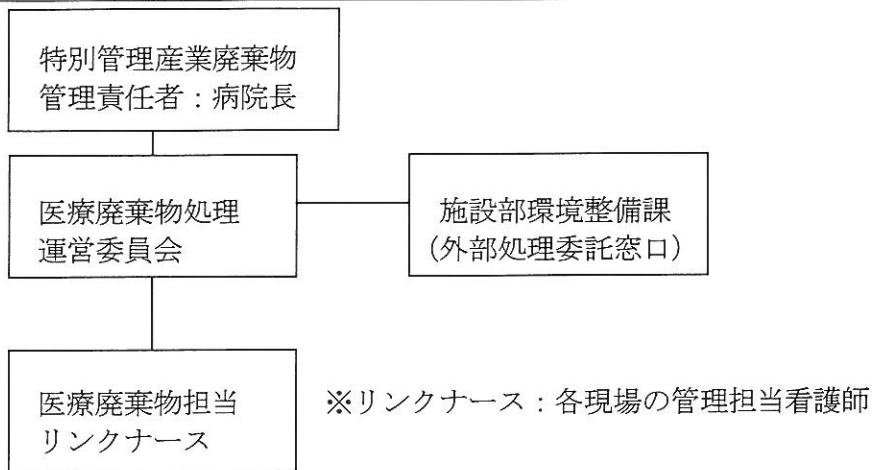 特別管理産業廃棄物
管理責任者：病院長
医療廃棄物処理
運営委員会
施設部環境整備課
（外部処理委託窓口）
医療廃棄物担当
リンクナース
※リンクナース：各現場の管理担当看護師